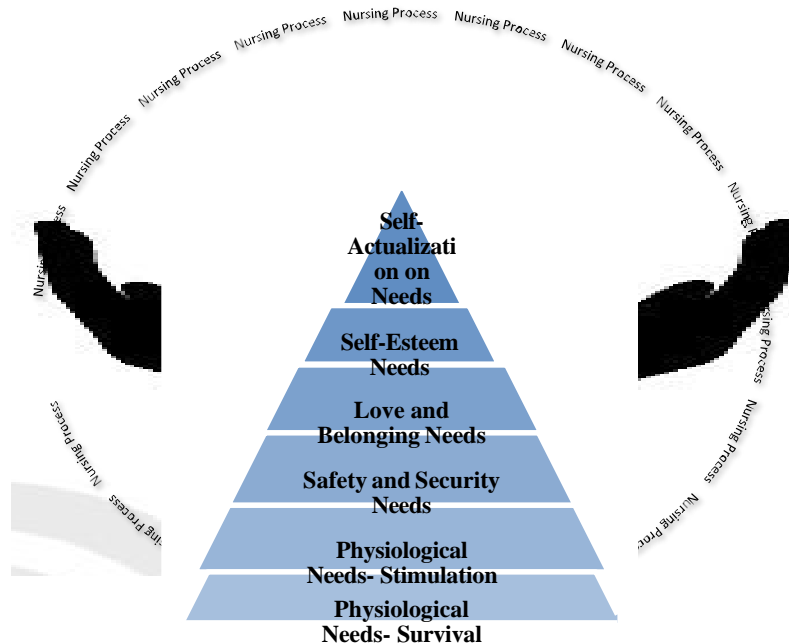 Nursing Process
Nursing Process
Nursing Process
Nursing Process
Nursing Process
Nursing Process
Nursing Process
Nursing Process
Nursing
Process
Nursing Process
Nursing Process
Nursing
Process
Self-
Actualizati
on on
Needs
Self-Esteem
Needs
Love and
Belonging Needs
Safety and Security
Needs
Physiological
Needs- Stimulation
Physiological
Needs- Survival